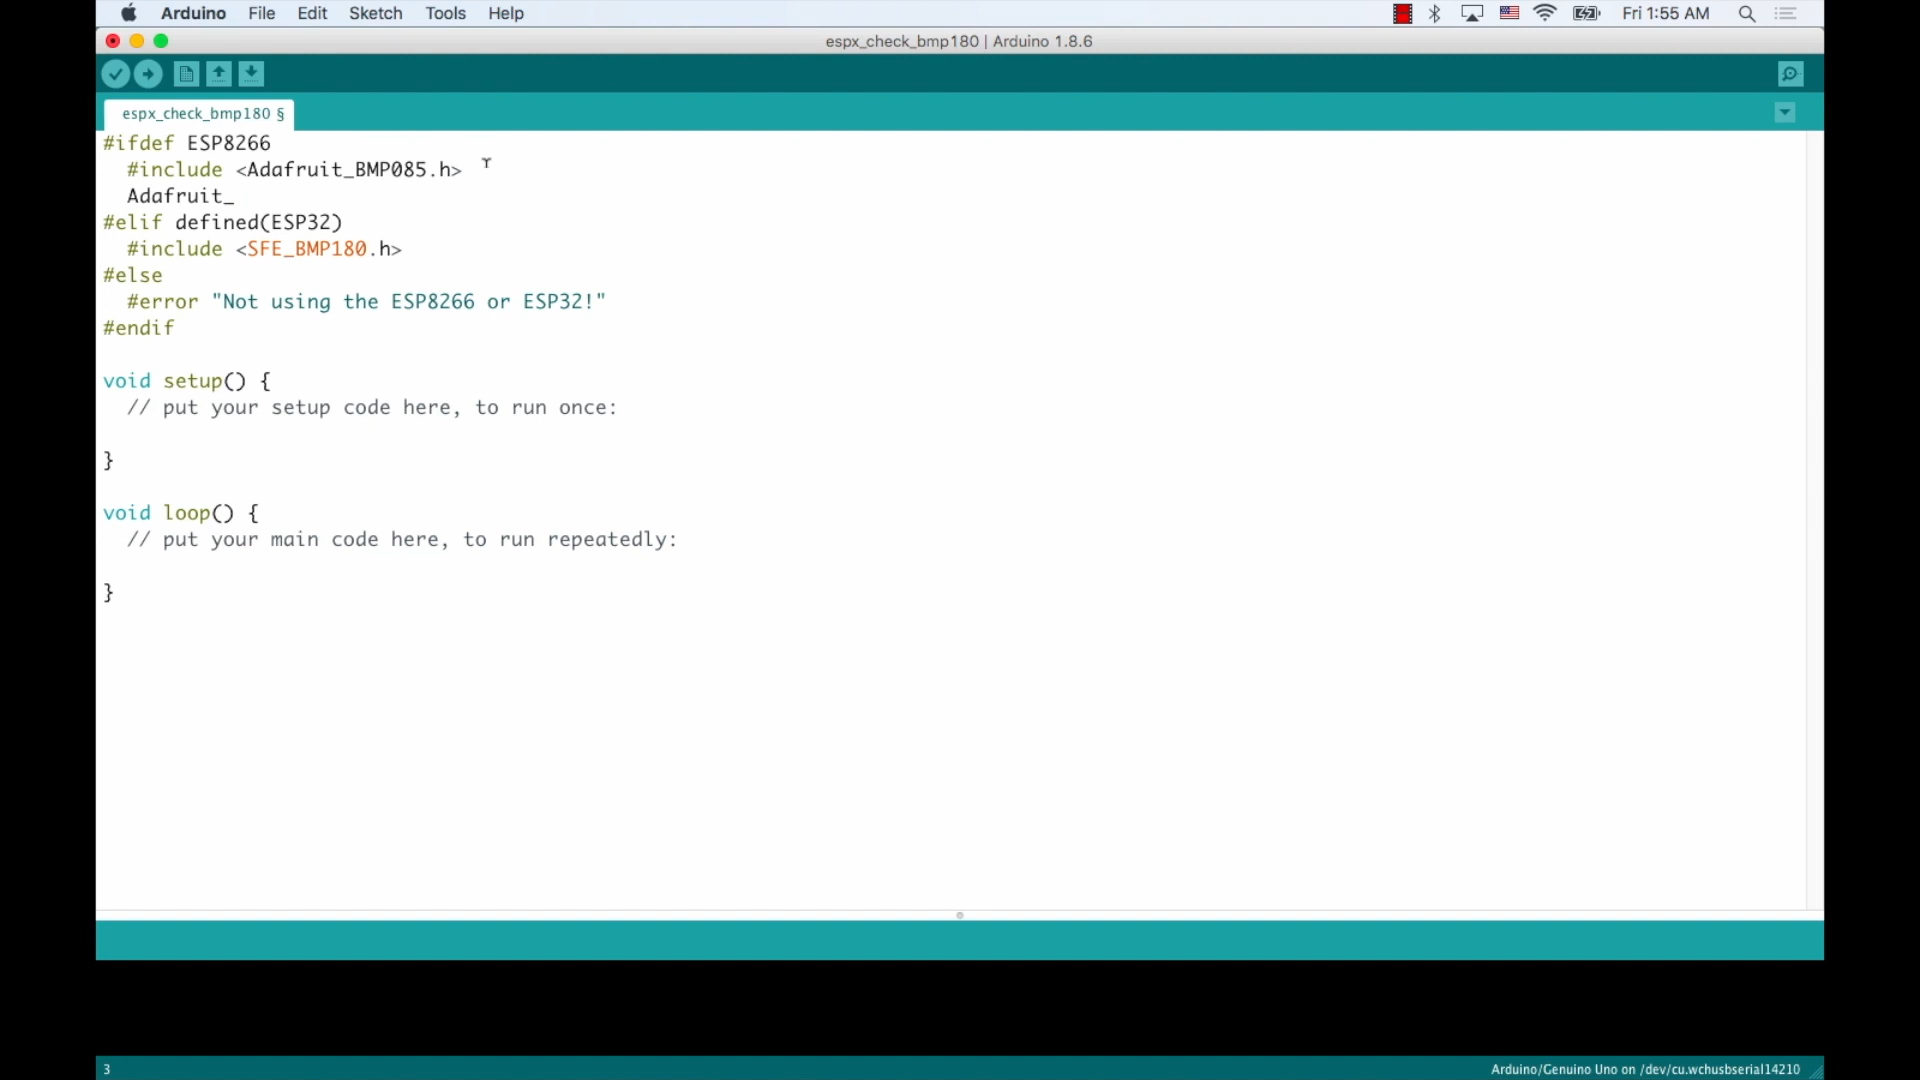 Arduino File Edit Sketch Tools Help Fri 1:55 AM
espx_check_bmp180 | Arduino 1.8.6
espx_check_bmp180 §
#ifdef ESP8266
#include <Adafruit_BMP085.h>
Adafruit_
#elif defined(ESP32)
#include <SFE_BMP180.h>
#else
#error "Not using the ESP8266 or ESP32!"
#endif
void setup() {
// put your setup code here, to run once:
}
void loop() {
// put your main code here, to run repeatedly:
}
3 Arduino/Genuino Uno on /dev/cu.wchusbserial14210